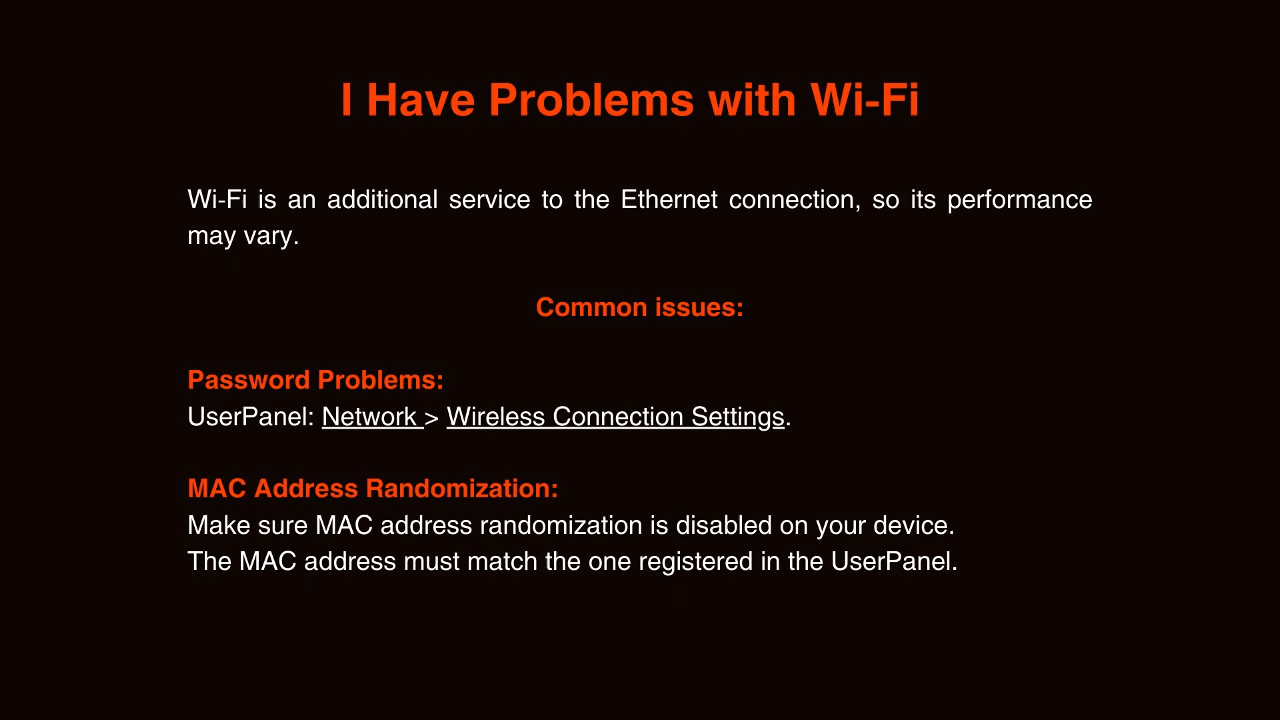 I Have Problems with Wi-Fi
Wi-Fi is an additional service to the Ethernet connection, so its performance
may vary.
Common issues:
Password Problems:
UserPanel: Network > Wireless Connection Settings.
MAC Address Randomization:
Make sure MAC address randomization is disabled on your device.
The MAC address must match the one registered in the UserPanel.